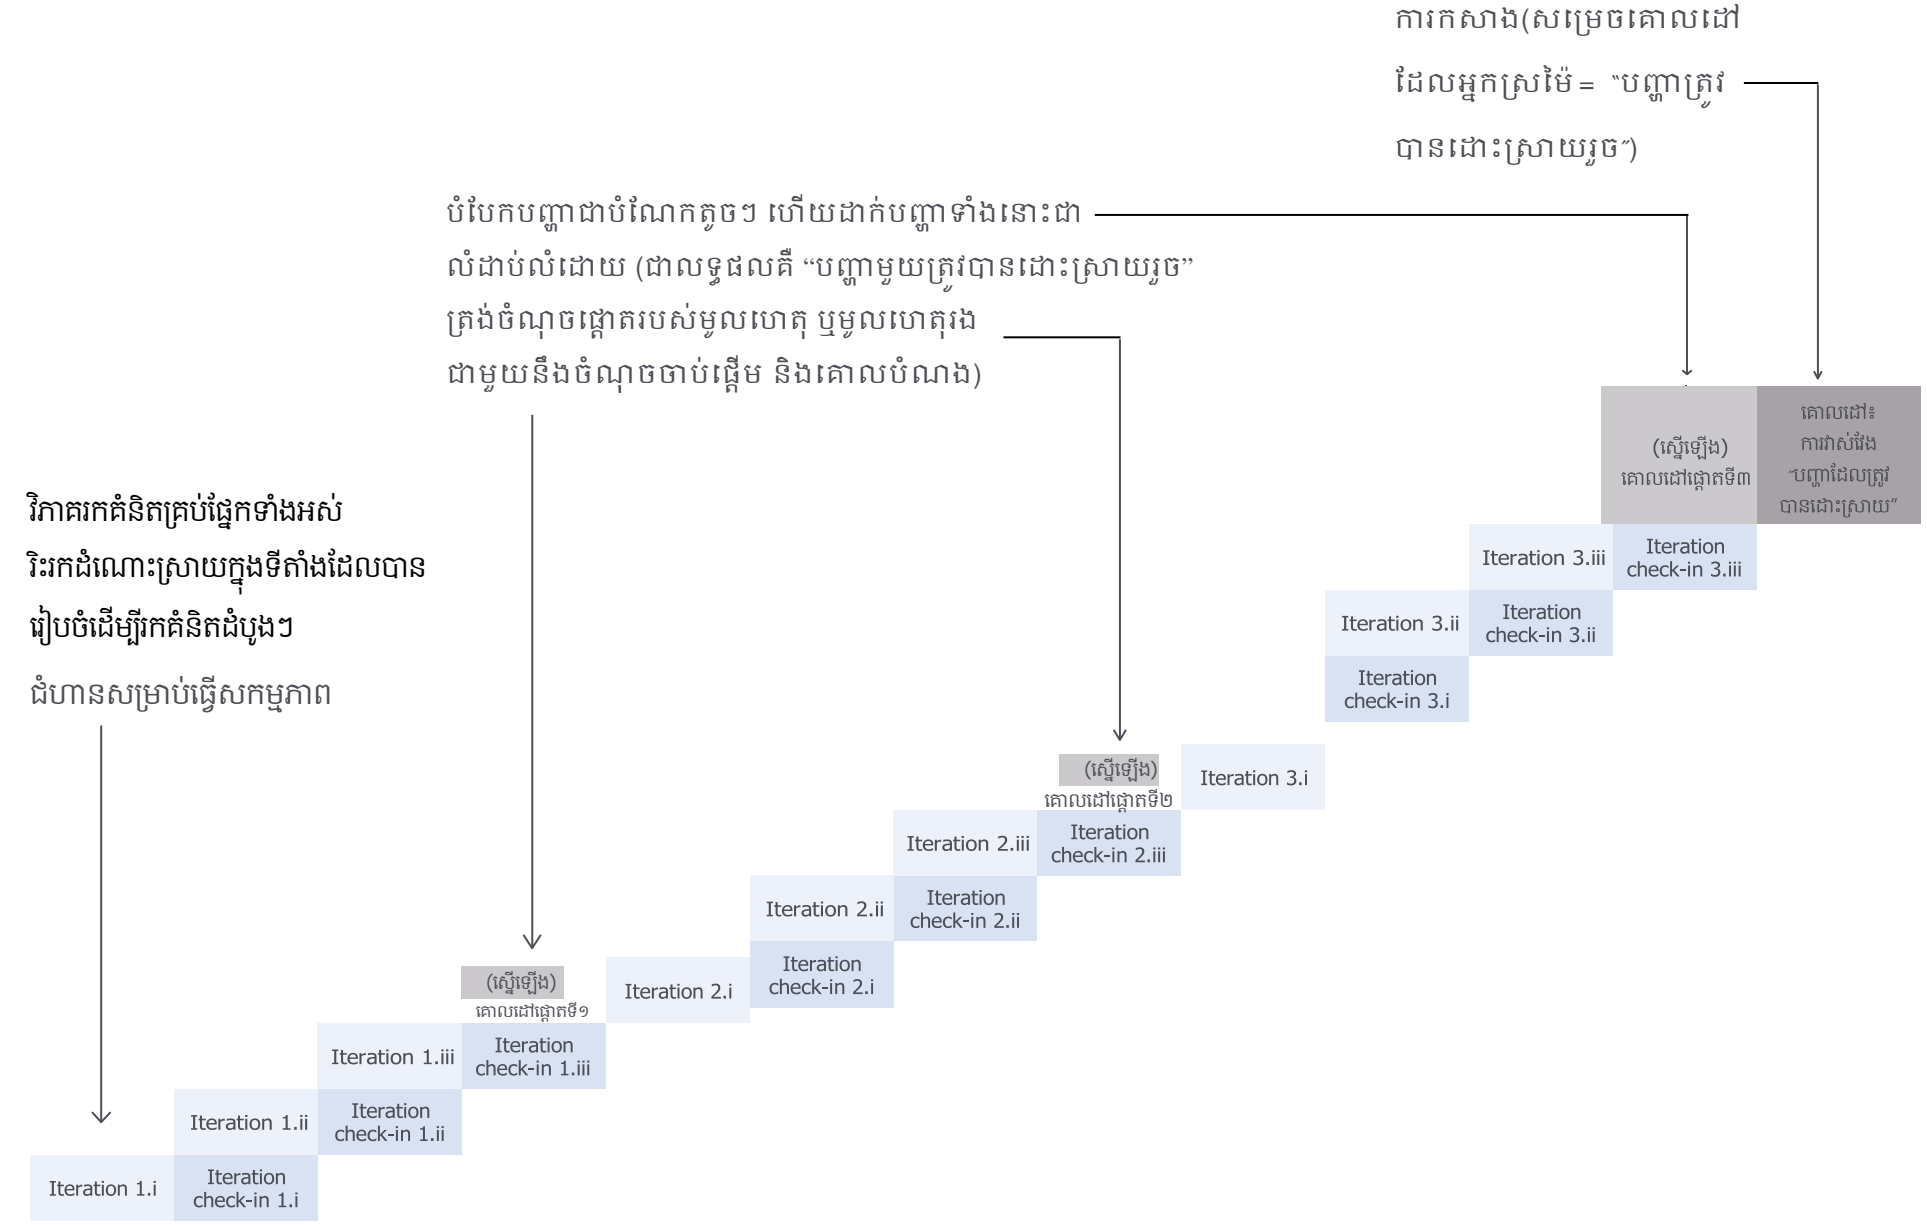 ការកសាង(សម្រេចគោលដៅ
ដែលអ្នកស្រមៃ៉ = “បញ្ហាត្រូវ
បានដោះស្រាយរួច”)
បំបែកបញ្ហាជាបំណែកតូចៗ ហើយដាក់បញ្ហាទាំងនោះជា
លំដាប់លំដោយ (ជាលទ្ធផលគឺ “បញ្ហាមួយត្រូវបានដោះស្រាយរួច”
ត្រង់ចំណុចផ្តោតរបស់មូលហេតុ ឬមូលហេតុរង
ជាមួយនឹងចំណុចចាប់ផ្តើម និងគោលបំណង)
វិភាគរកគំនិតគ្រប់ផ្នែកទាំងអស់
រិះរកដំណោះស្រាយក្នុងទីតាំងដែលបាន
រៀបចំដើម្បីរកគំនិតដំបូងៗ
ជំហានសម្រាប់ធ្វើសកម្មភាព
(ស្នើឡើង)
គោលដៅផ្តោតទី៣
គោលដៅ៖
ការវាស់វែង
“បញ្ហាដែលត្រូវ
បានដោះស្រាយ”
Iteration 3.iii
Iteration
check-in 3.iii
Iteration 3.ii
Iteration
check-in 3.ii
Iteration
check-in 3.i
(ស្នើឡើង)
គោលដៅផ្តោតទី២
Iteration 3.i
Iteration 2.iii
Iteration
check-in 2.iii
Iteration 2.ii
Iteration
check-in 2.ii
(ស្នើឡើង)
គោលដៅផ្តោតទី១
Iteration 2.i
Iteration
check-in 2.i
Iteration 1.iii
Iteration
check-in 1.iii
Iteration 1.ii
Iteration
check-in 1.ii
Iteration 1.i
Iteration
check-in 1.i